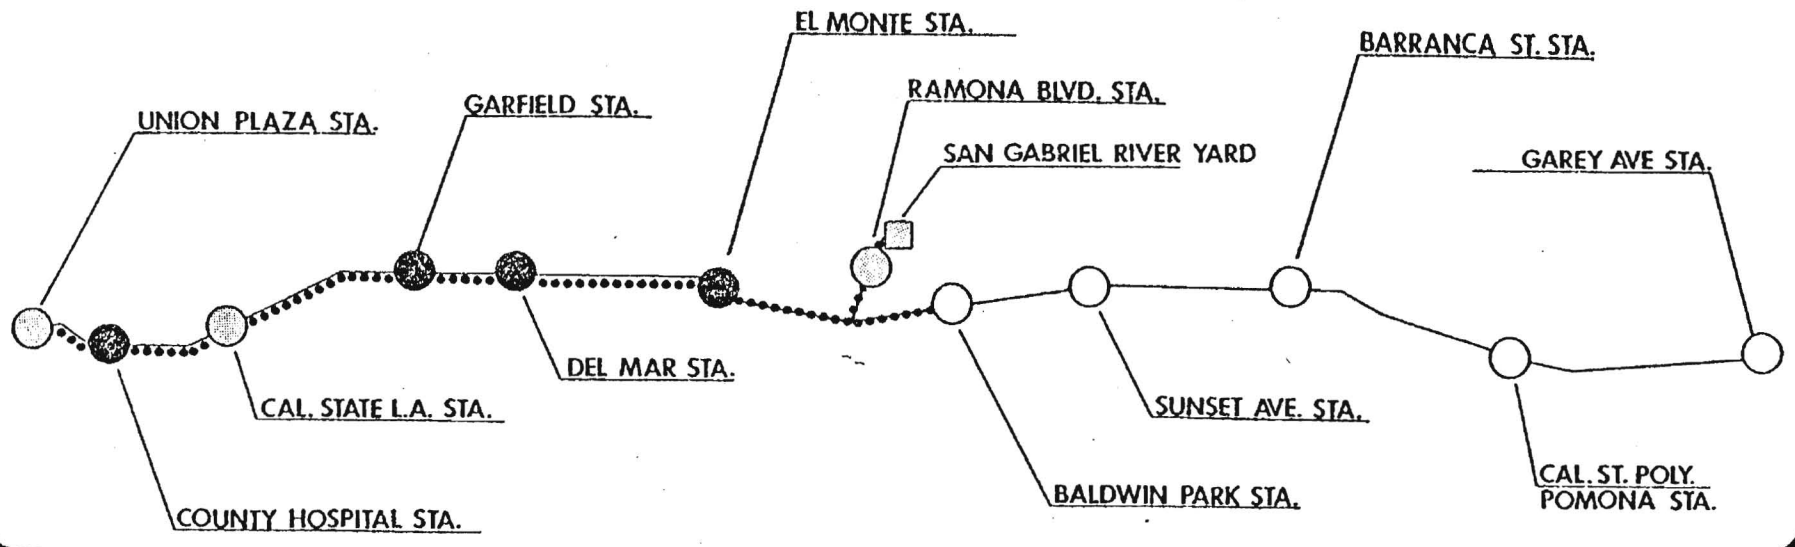 EL MONTE STA.
BARRANCA ST. STA.
RAMONA BLVD. STA.
GARFIELD STA.
UNION PLAZA STA.
SAN GABRIEL RIVER YARD
GAREY AVE STA.
DEL MAR STA.
CAL. STATE L.A. STA.
SUNSET AVE. STA.
CAL. ST. POLY.
POMONA STA.
BALDWIN PARK STA.
COUNTY HOSPITAL STA.